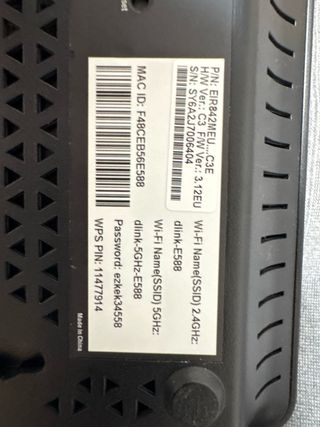 set
P/N: EIR842MEU....C3E
H/W Ver.: C3 F/W Ver.: 3.12EU
S/N: SY6A2J7006404
MAC ID: F48CEB56E588
Wi-Fi Name(SSID) 2.4GHz:
dlink-E588
Wi-Fi Name(SSID) 5GHz:
dlink-5GHz-E588
Password: ezkek34558
WPS PIN: 11477914
Made in China